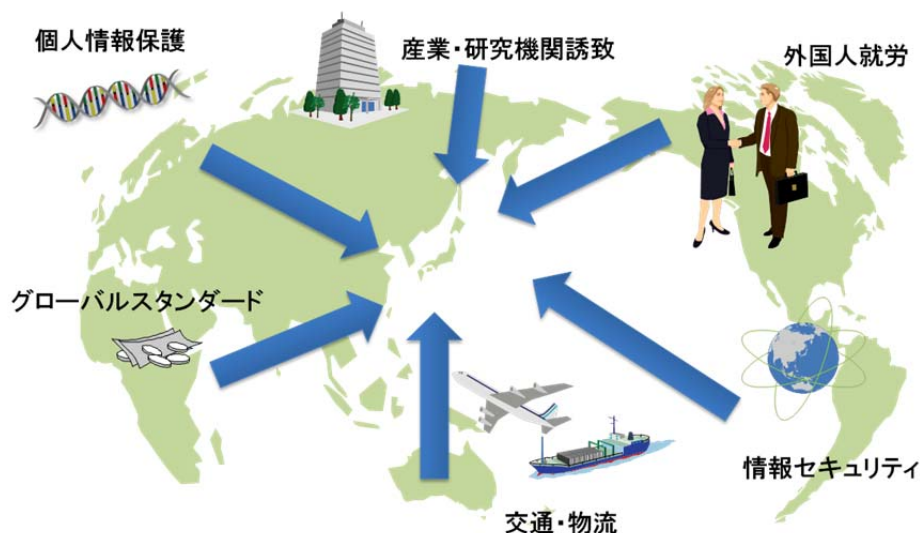 個人情報保護
産業・研究機関誘致
外国人就労
グローバルスタンダード
情報セキュリティ
交通・物流